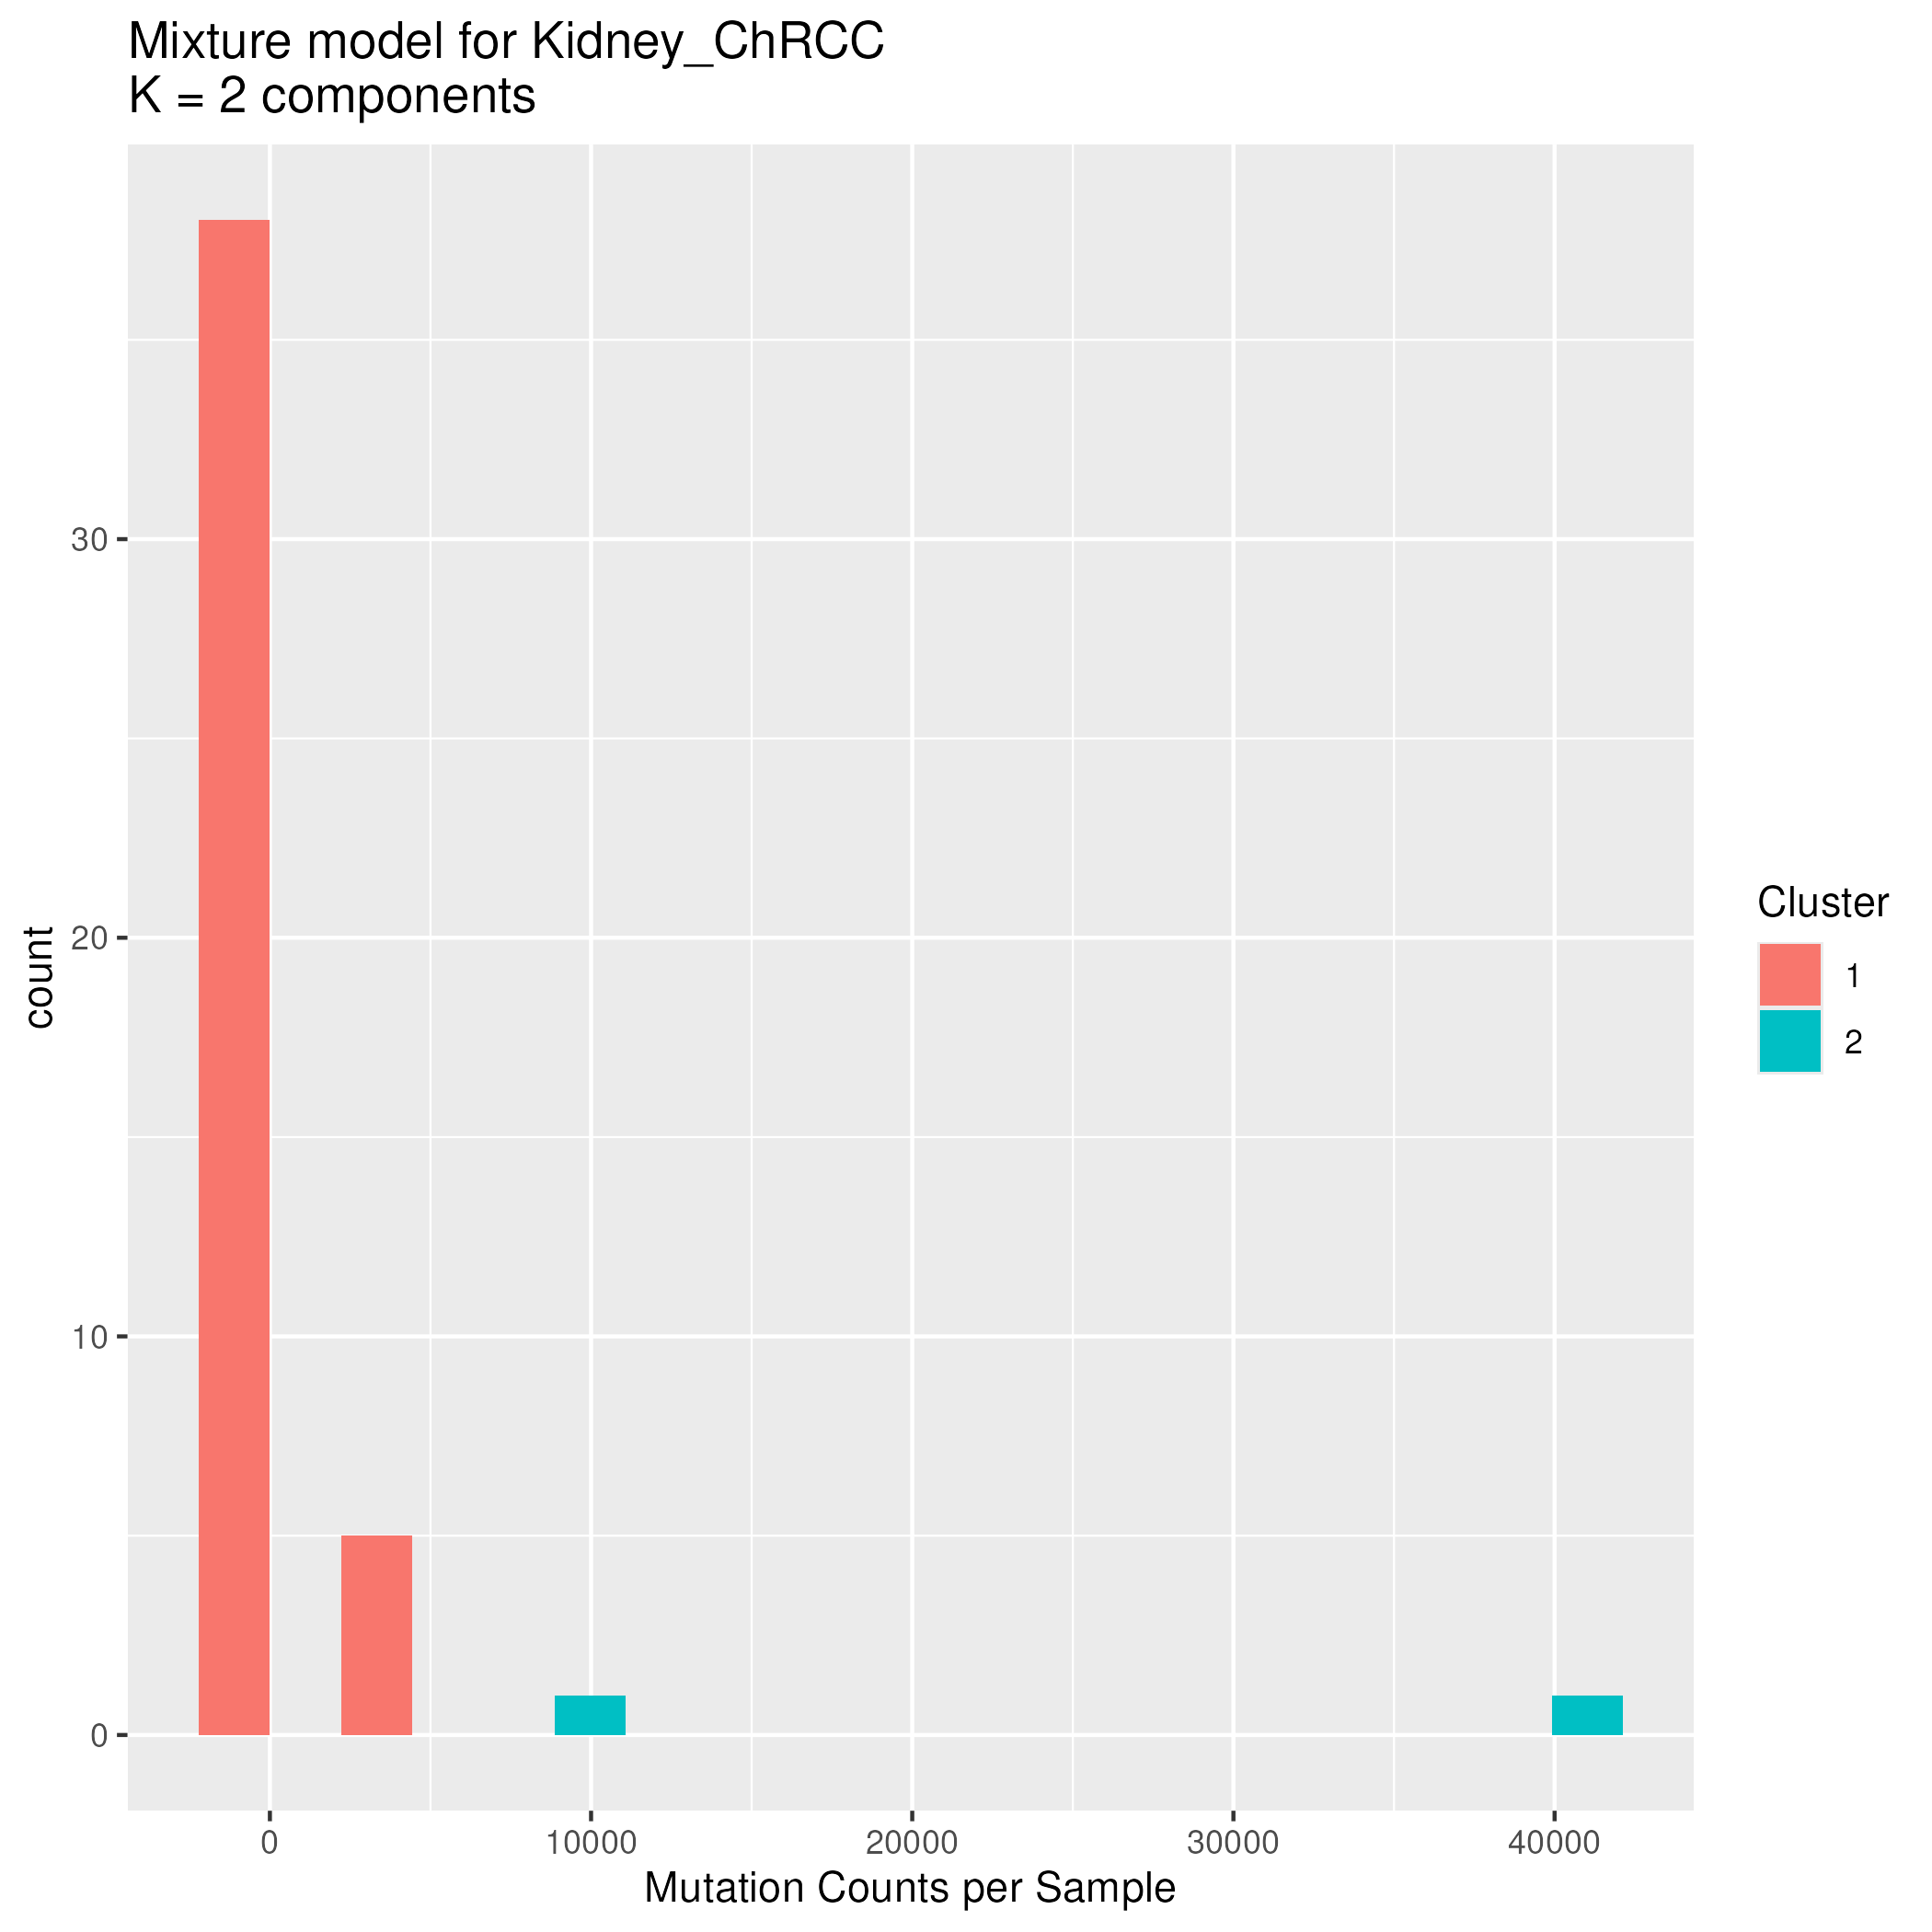 Mixture model for Kidney_ChRCC
K = 2 components
30
20
10
0
count
0 10000 20000 30000 40000
Mutation Counts per Sample
Cluster
1
2